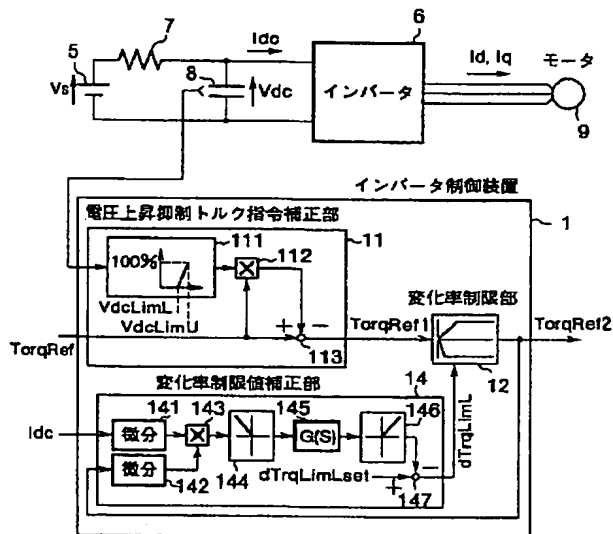 6
7
Idc
5
8
Vs
Vdc
インバータ
Id, Iq
モータ
9
インバータ制御装置
電圧上昇抑制トルク指令補正部
1
111
11
100%
112
VdcLimL
VdcLimU
変化率制限部
TorqRef
113
TorqRef1
TorqRef2
12
変化率制限値補正部
14
141
143
145
146
Idc
微分
G(S)
dTrqLimL
微分
144
142
dTrqLimLset
147